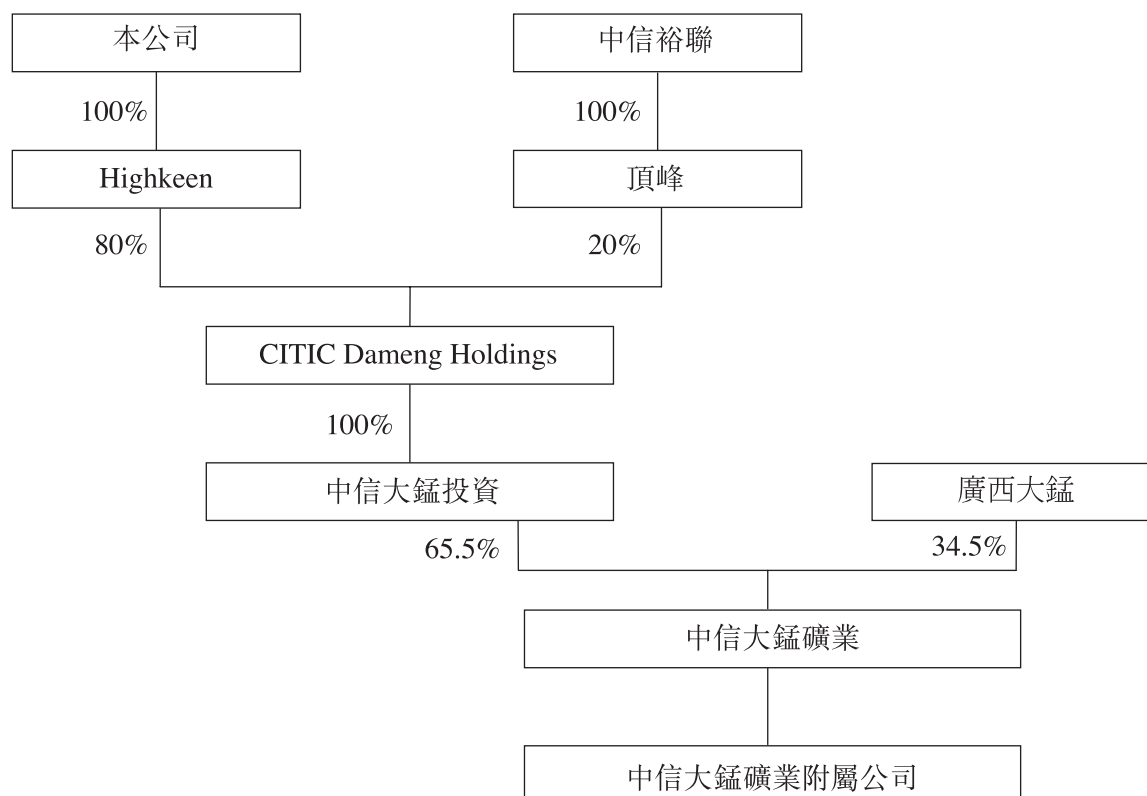 本公司
中信裕聯
100%
100%
Highkeen
頂峰
80%
20%
CITIC Dameng Holdings
100%
中信大錳投資
廣西大錳
65.5%
34.5%
中信大錳礦業
中信大錳礦業附屬公司